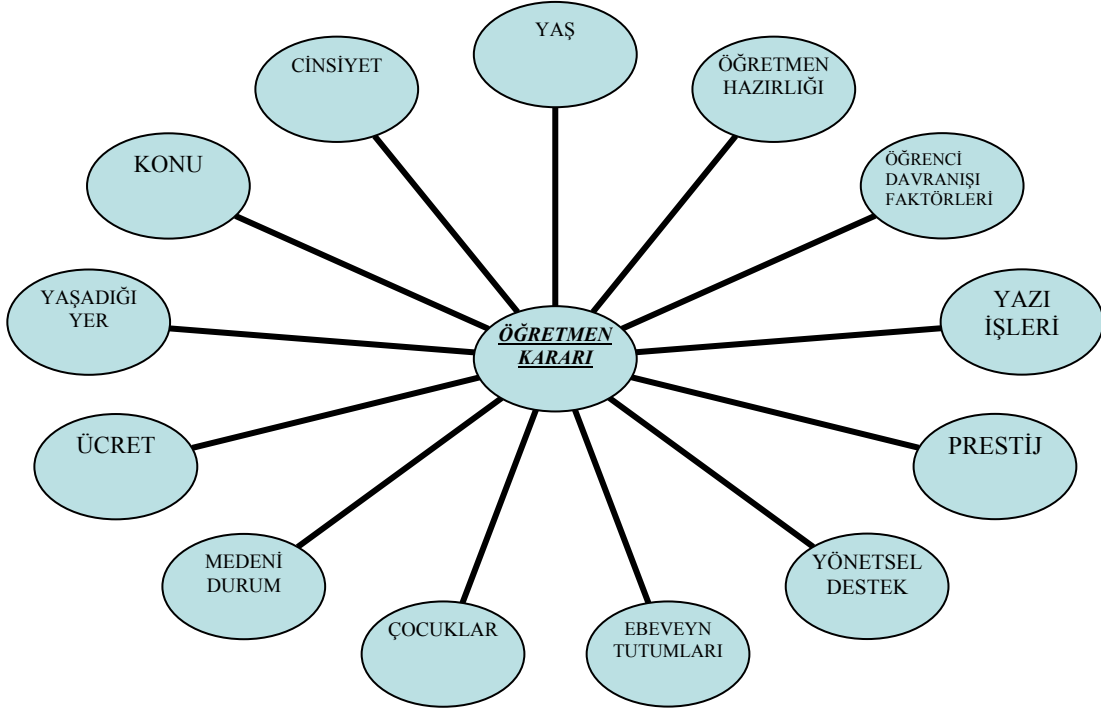 YAŞ
CİNSİYET
ÖĞRETMEN
HAZIRLIĞI
KONU
ÖĞRENCİ
DAVRANIŞI
FAKTÖRLERİ
YAŞADIĞI
YER
YAZI
İŞLERİ
ÖĞRETMEN
KARARI
ÜCRET
PRESTİJ
MEDENİ
DURUM
YÖNETSEL
DESTEK
ÇOCUKLAR
EBEVEYN
TUTUMLARI